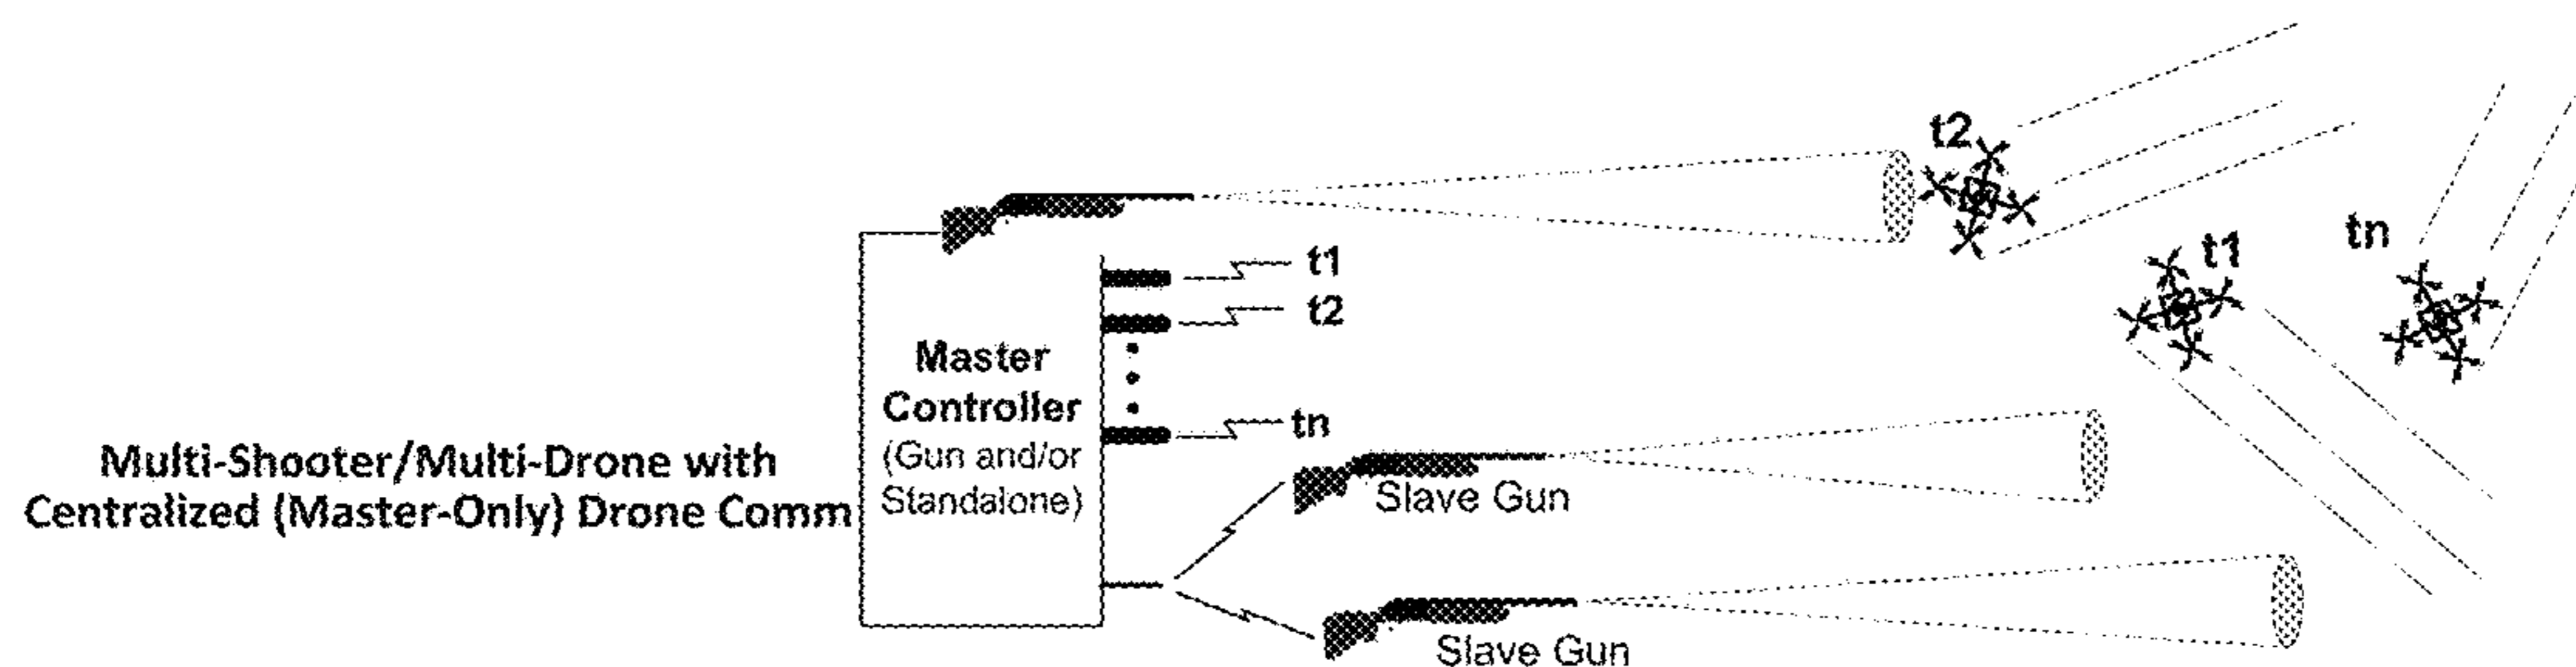 t2
t1
tn
t1
t2
tn
Master
Controller
(Gun and/or
Standalone)
Multi-Shooter/Multi-Drone with
Centralized (Master-Only) Drone Comm
Slave Gun
Slave Gun